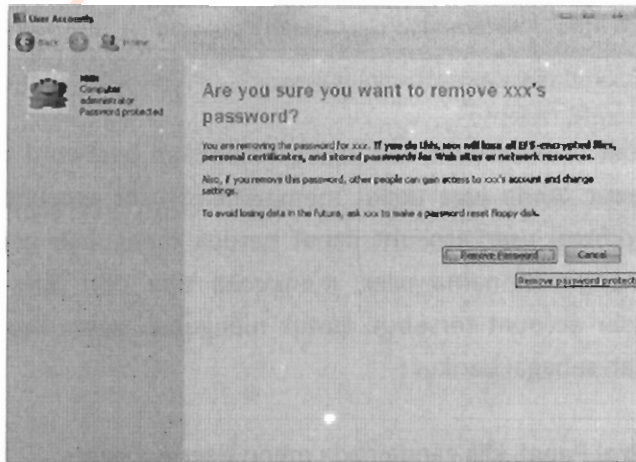 User Accounts
Back Home
xxx
Computer
administrator
Password protected
Are you sure you want to remove xxx's
password?
You are removing the password for xxx. If you do this, xxx will lose all EFS-encrypted files,
personal certificates, and stored passwords for Web sites or network resources.
Also, if you remove this password, other people can gain access to xxx's account and change
settings.
To avoid losing data in the future, ask xxx to make a password reset floppy disk.
Remove Password Cancel
Remove password protect